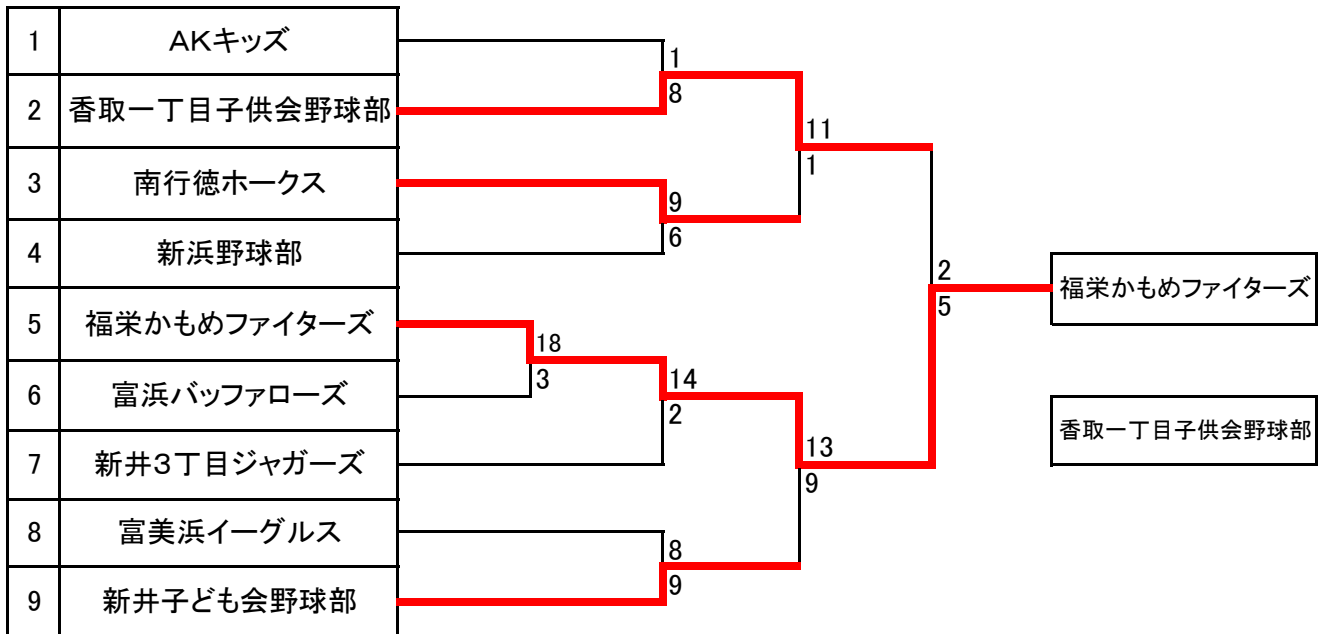 1 AKキッズ
2 香取一丁目子供会野球部
3 南行徳ホークス
4 新浜野球部
5 福栄かもめファイターズ
6 富浜バッファローズ
7 新井3丁目ジャガーズ
8 富美浜イーグルス
9 新井子ども会野球部
18
3
1
8
9
6
14
2
8
9
11
1
13
9
2
5
福栄かもめファイターズ
香取一丁目子供会野球部